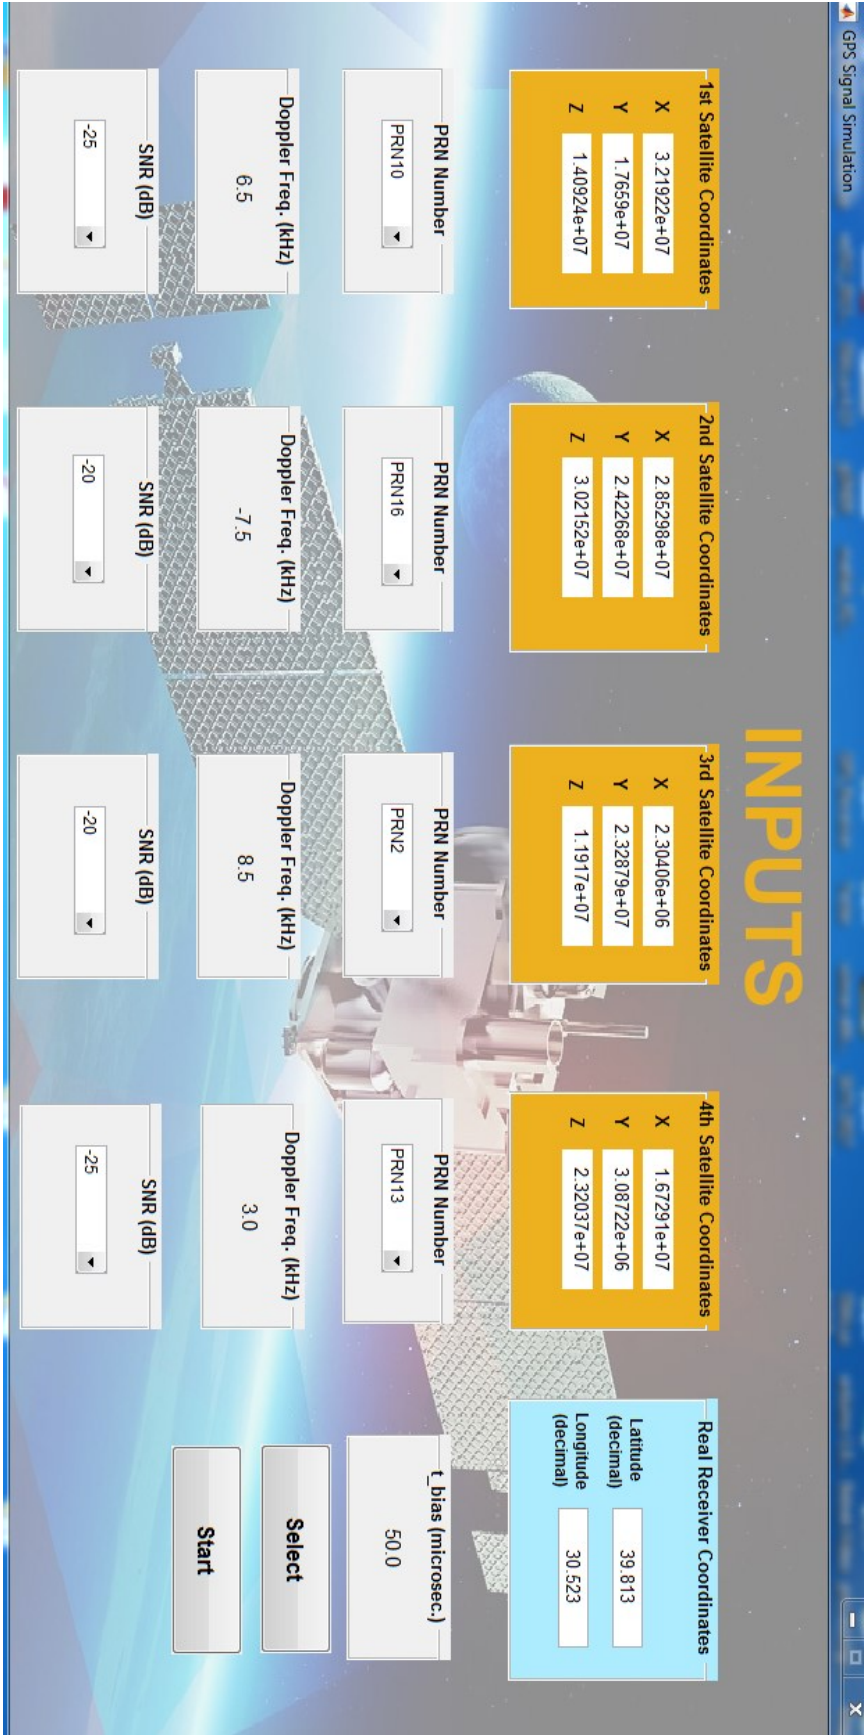 GPS Signal Simulation
INPUTS
1st Satellite Coordinates
X 3.21922e+07
Y 1.7659e+07
Z 1.40924e+07
2nd Satellite Coordinates
X 2.85298e+07
Y 2.42268e+07
Z 3.02152e+07
3rd Satellite Coordinates
X 2.30406e+06
Y 2.32879e+07
Z 1.1917e+07
4th Satellite Coordinates
X 1.67291e+07
Y 3.08722e+06
Z 2.32037e+07
Real Receiver Coordinates
Latitude
(decimal)
39.813
Longitude
(decimal)
30.523
PRN Number
PRN10
PRN Number
PRN16
PRN Number
PRN2
PRN Number
PRN13
t_bias (microsec.)
50.0
Doppler Freq. (kHz)
6.5
Doppler Freq. (kHz)
-7.5
Doppler Freq. (kHz)
8.5
Doppler Freq. (kHz)
3.0
Select
SNR (dB)
-25
SNR (dB)
-20
SNR (dB)
-20
SNR (dB)
-25
Start